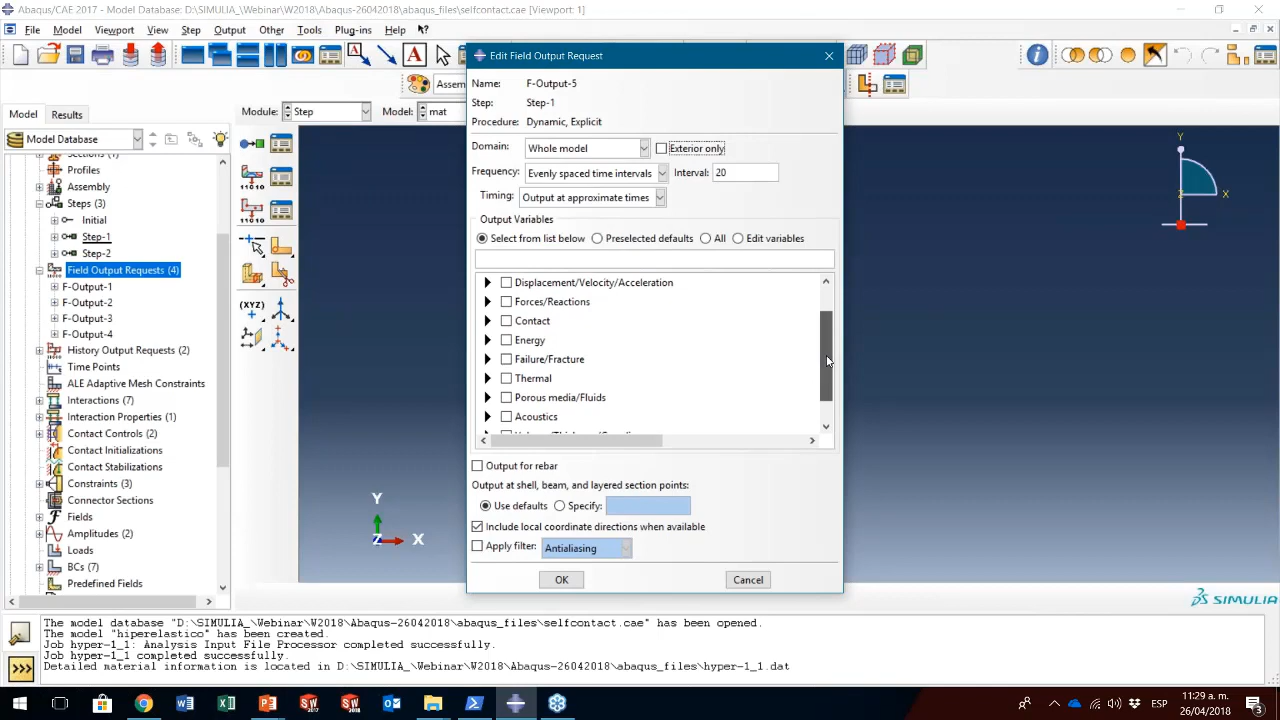 Abaqus/CAE 2017 - Model Database: D:\SIMULIA_\Webinar\W2018\Abaqus-26042018\abaqus_files\selfcontact.cae [Viewport: 1]
File Model Viewport View Step Output Other Tools Plug-ins Help
Assem
Model Results
Module: Step Model: mat
Model Database
Sections (1)
Profiles
Assembly
Steps (3)
Initial
Step-1
Step-2
Field Output Requests (4)
F-Output-1
F-Output-2
F-Output-3
F-Output-4
History Output Requests (2)
Time Points
ALE Adaptive Mesh Constraints
Interactions (7)
Interaction Properties (1)
Contact Controls (2)
Contact Initializations
Contact Stabilizations
Constraints (3)
Connector Sections
Fields
Amplitudes (2)
Loads
BCs (7)
Predefined Fields
(XYZ)
Edit Field Output Request
Name: F-Output-5
Step: Step-1
Procedure: Dynamic, Explicit
Domain: Whole model Exterior only
Frequency: Evenly spaced time intervals Interval: 20
Timing: Output at approximate times
Output Variables
Select from list below Preselected defaults All Edit variables
Displacement/Velocity/Acceleration
Forces/Reactions
Contact
Energy
Failure/Fracture
Thermal
Porous media/Fluids
Acoustics
Output for rebar
Output at shell, beam, and layered section points:
Use defaults Specify:
Include local coordinate directions when available
Apply filter: Antialiasing
OK Cancel
Y
Z X
Y
Z X
SIMULIA
The model database "D:\SIMULIA_\Webinar\W2018\Abaqus-26042018\abaqus_files\selfcontact.cae" has been opened.
The model "hiperelastico" has been created.
Job hyper-1_1: Analysis Input File Processor completed successfully.
Job hyper-1_1 completed successfully.
Detailed material information is located in D:\SIMULIA_\Webinar\W2018\Abaqus-26042018\abaqus_files\hyper-1_1.dat
>>>
ESP
11:29 a. m.
26/04/2018